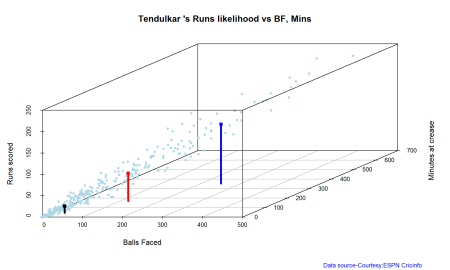 Tendulkar 's Runs likelihood vs BF, Mins
250
200
150
100
50
0
Runs scored
0 100 200 300 400 500
Balls Faced
0
100
200
300
400
500
600
700
Minutes at crease
Data source-Courtesy:ESPN Cricinfo